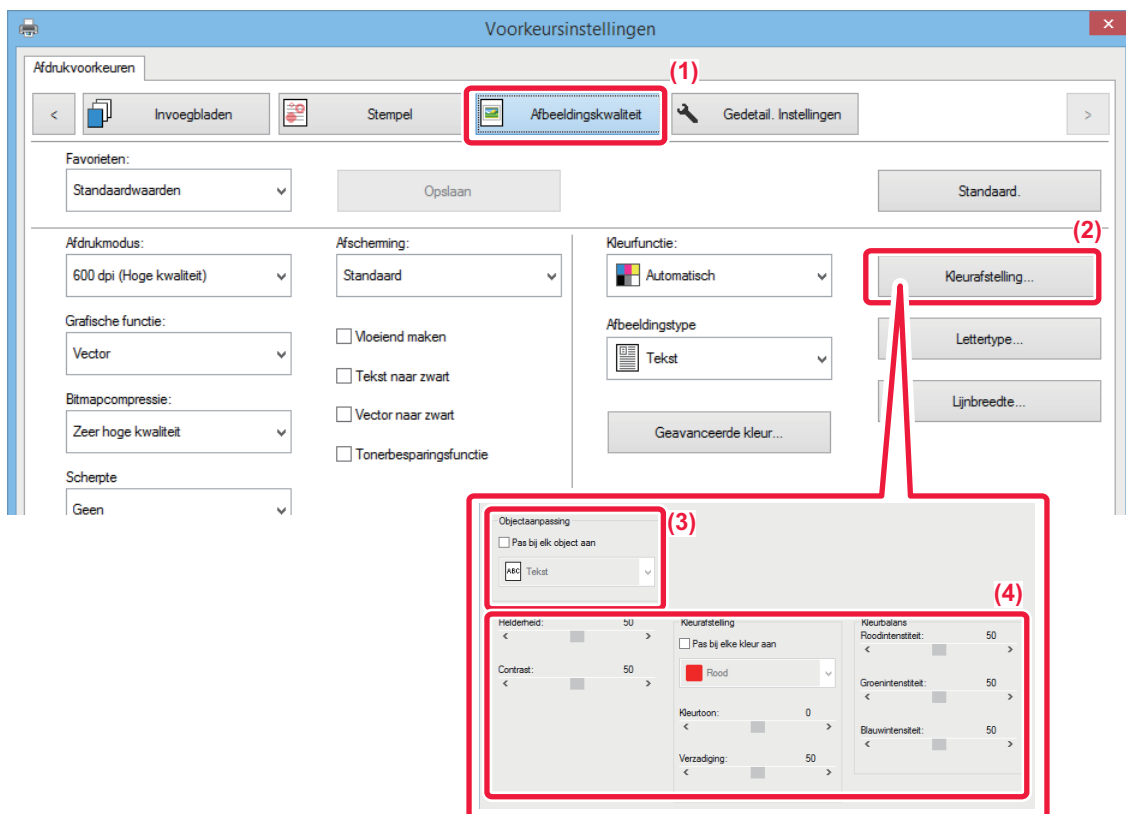 Voorkeursinstellingen
Afdrukvoorkeuren
(1)
< Invoegbladen Stempel Afbeeldingskwaliteit Gedetail. Instellingen >
Favorieten:
Standaardwaarden Opslaan Standaard.
(2)
Afdrukmodus: Afscherming: Kleurfunctie:
600 dpi (Hoge kwaliteit) Standaard Automatisch Kleurafstelling...
Grafische functie: Afbeeldingstype
Vector Vloeiend maken Tekst Lettertype...
Tekst naar zwart
Bitmapcompressie: Lijnbreedte...
Zeer hoge kwaliteit Vector naar zwart Geavanceerde kleur...
Tonerbesparingsfunctie
Scherpte
Geen
Objectaanpassing (3)
Pas bij elk object aan
ABC Tekst
(4)
Helderheid: 50 Kleurafstelling Kleurbalans
< > Pas bij elke kleur aan Roodintenstiteit: 50
< >
Contrast: 50 Rood Groenintenstiteit: 50
< > < >
Kleurtoon: 0 Blauwintensiteit: 50
< > < >
Verzadiging: 50
< >